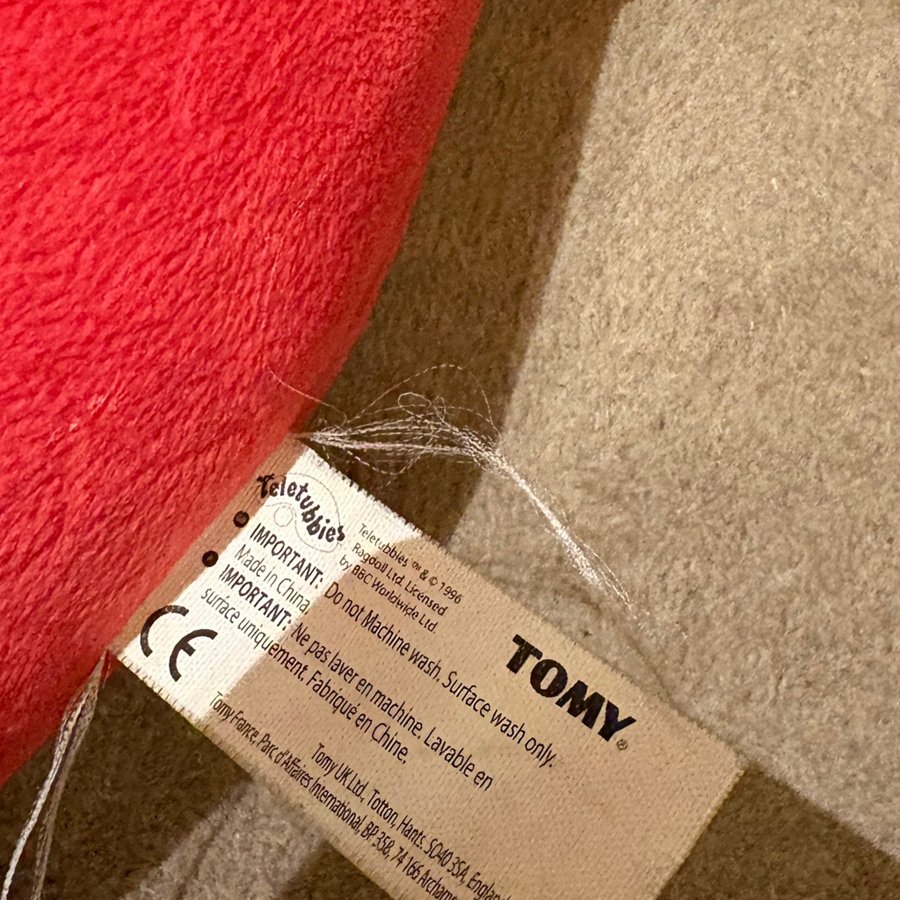 Teletubbies
Teletubbies ™ & © 1996
Ragdoll Ltd. Licensed
by BBC Worldwide Ltd.
TOMY®
IMPORTANT: Do not Machine wash. Surface wash only.
Made in China
IMPORTANT: Ne pas laver en machine. Lavable en
surface uniquement. Fabriqué en Chine.
CE
Tomy UK Ltd, Totton, Hants. SO40 3SA, England
Tomy France, Parc d'Affaires International, BP 358, 74 166